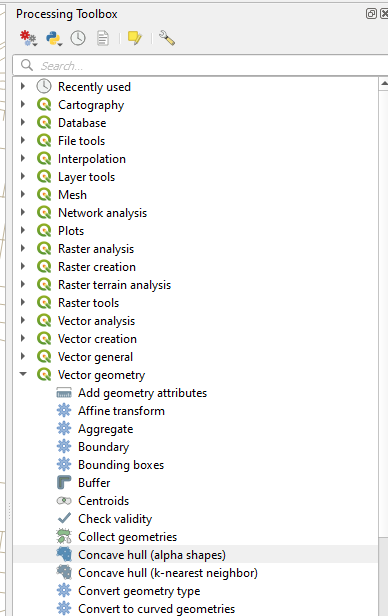 Processing Toolbox
Search...
Recently used
Cartography
Database
File tools
Interpolation
Layer tools
Mesh
Network analysis
Plots
Raster analysis
Raster creation
Raster terrain analysis
Raster tools
Vector analysis
Vector creation
Vector general
Vector geometry
Add geometry attributes
Affine transform
Aggregate
Boundary
Bounding boxes
Buffer
Centroids
Check validity
Collect geometries
Concave hull (alpha shapes)
Concave hull (k-nearest neighbor)
Convert geometry type
Convert to curved geometries